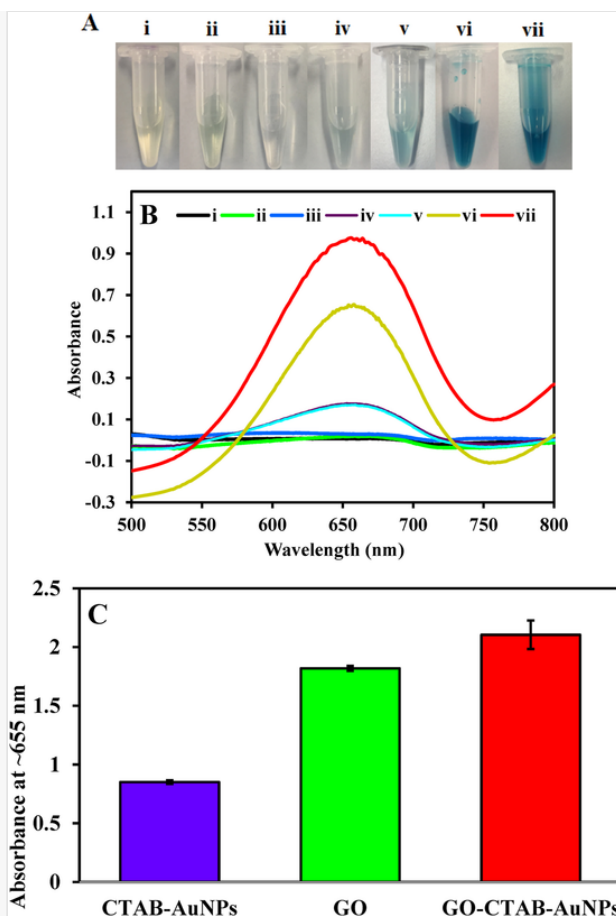 A i ii iii iv v vi vii
B
i ii iii iv v vi vii
1.1
0.9
0.7
0.5
0.3
0.1
-0.1
-0.3
Absorbance
500 550 600 650 700 750 800
Wavelength (nm)
C
2.5
2
1.5
1
0.5
0
Absorbance at ~655 nm
CTAB-AuNPs GO GO-CTAB-AuNPs